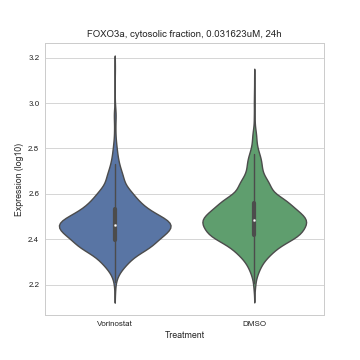 FOXO3a, cytosolic fraction, 0.031623uM, 24h
3.2
3.0
2.8
2.6
2.4
2.2
Expression (log10)
Vorinostat
DMSO
Treatment